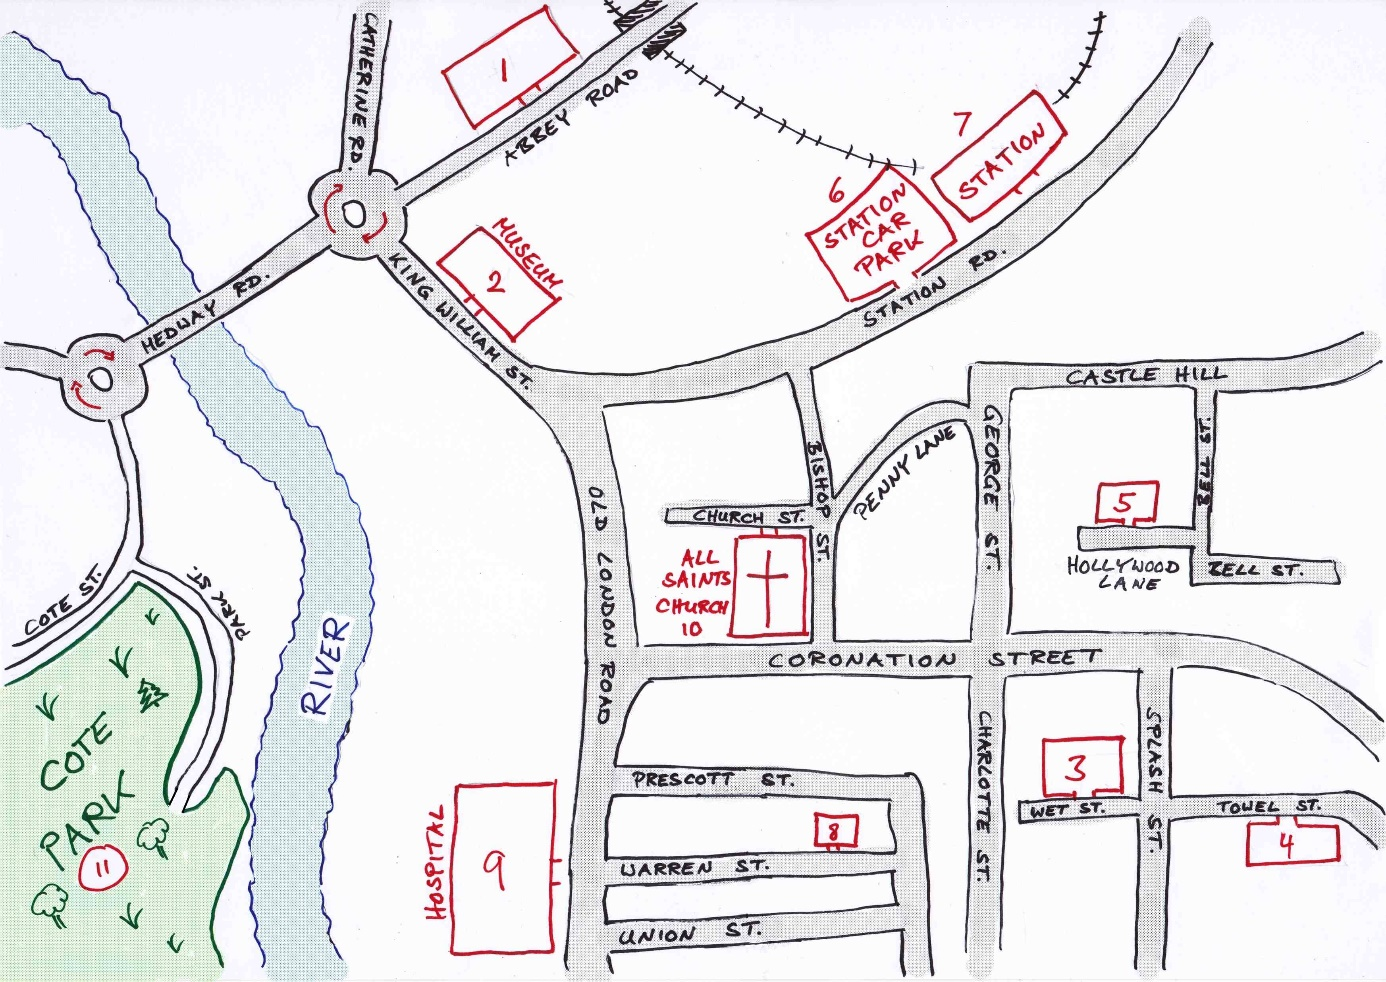 CATHERINE RD.
1
ABBEY ROAD
7
STATION
6
STATION
CAR
PARK
STATION RD.
MUSEUM
2
KING WILLIAM ST.
MEDWAY RD.
CASTLE HILL
GEORGE ST.
BELL ST.
BISHOP ST.
PENNY LANE
5
CHURCH ST.
OLD LONDON ROAD
HOLLYWOOD
LANE
BELL ST.
ALL
SAINTS
CHURCH
10
COTE ST.
PARK ST.
RIVER
CORONATION STREET
COTE
PARK
11
CHARLOTTE ST.
SPLASH ST.
3
PRESCOTT ST.
WET ST.
TOWEL ST.
4
8
HOSPITAL
9
WARREN ST.
UNION ST.